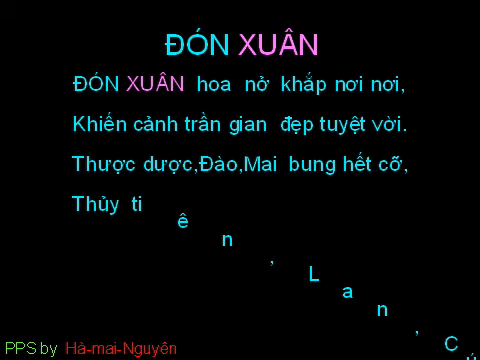 ĐÓN XUÂN
ĐÓN XUÂN hoa nở khắp nơi nơi,
Khiến cảnh trần gian đẹp tuyệt vời.
Thược dược,Đào,Mai bung hết cỡ,
Thủy tiên, Lan, Cú
PPS by Hà-mai-Nguyên